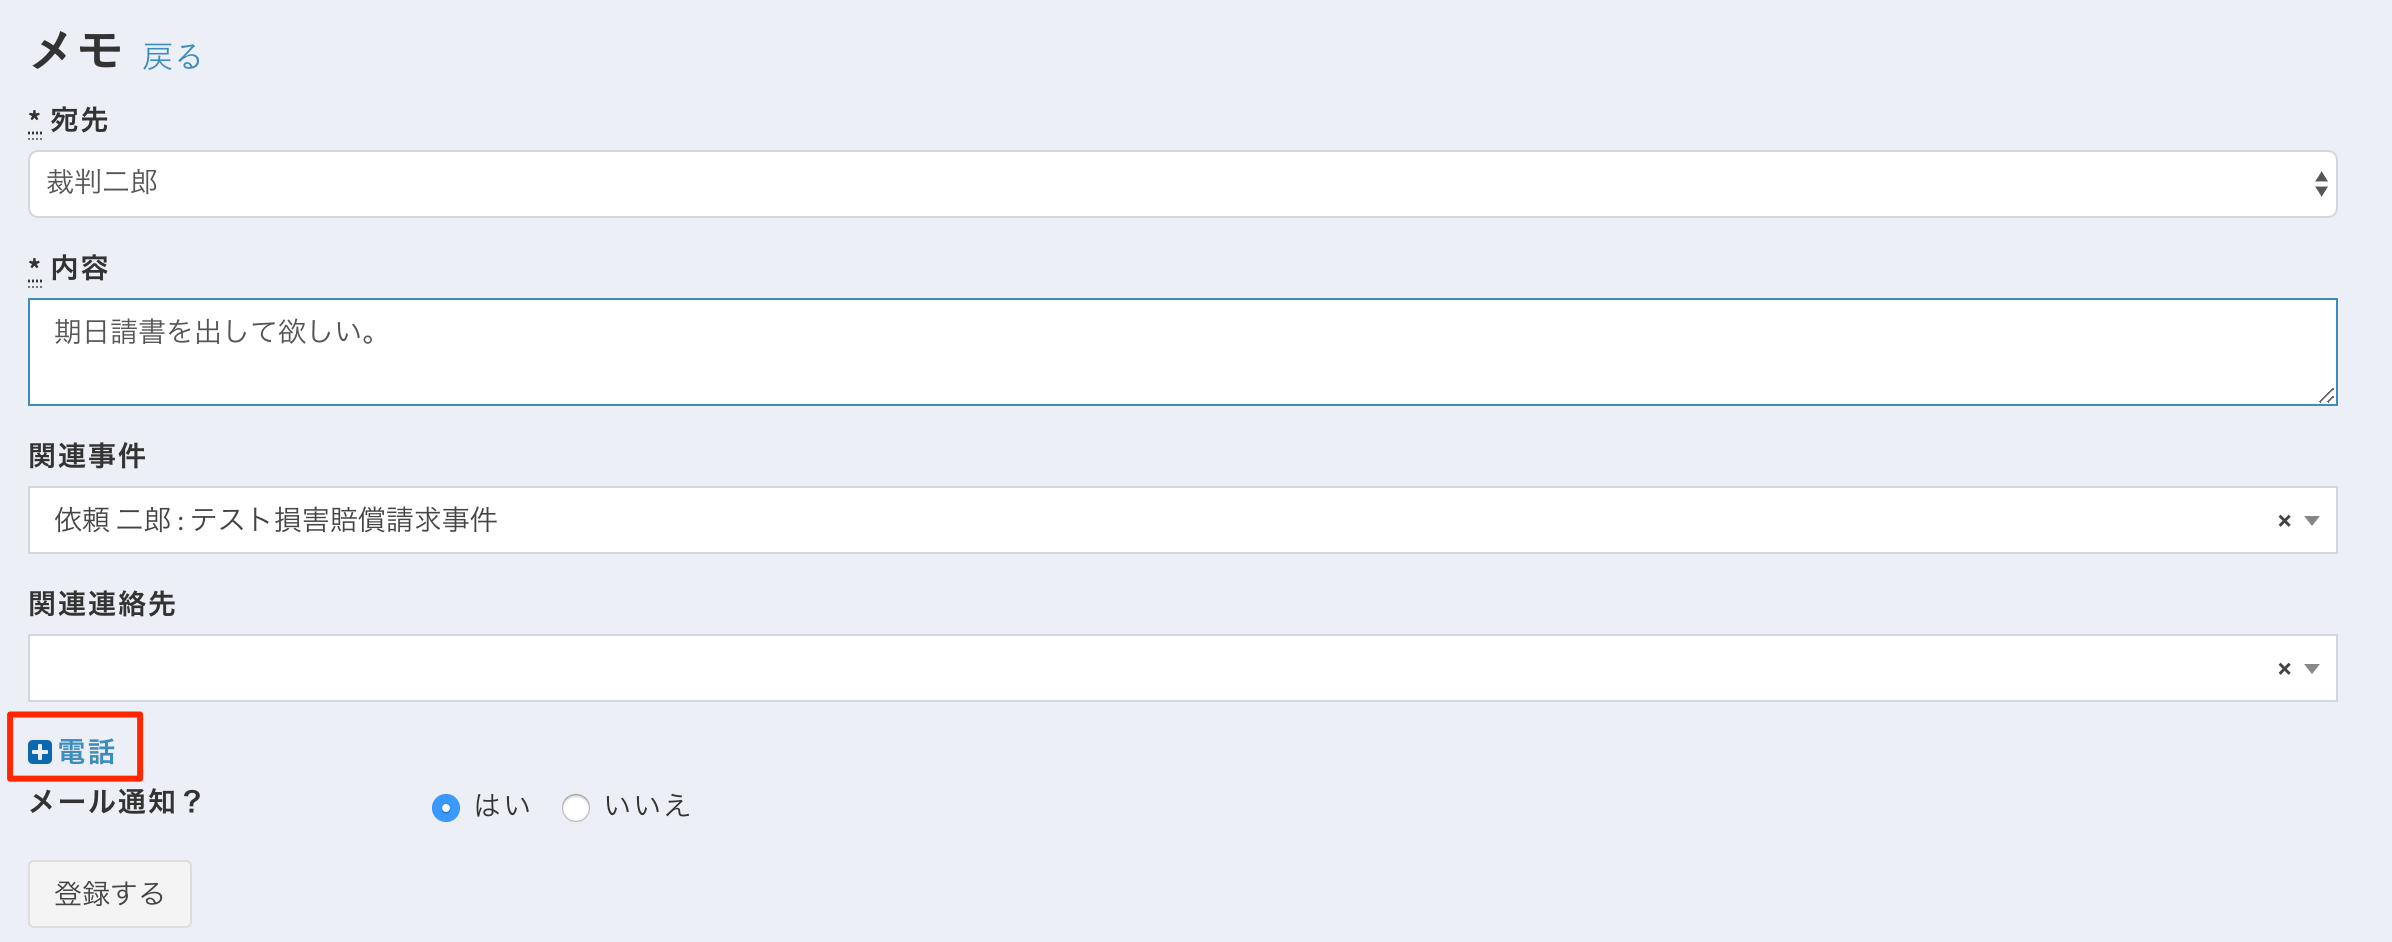 メモ 戻る
* 宛先
裁判二郎
* 内容
期日請書を出して欲しい。
関連事件
依頼 二郎 : テスト損害賠償請求事件
×
関連連絡先
×
電話
メール通知？ はい いいえ
登録する